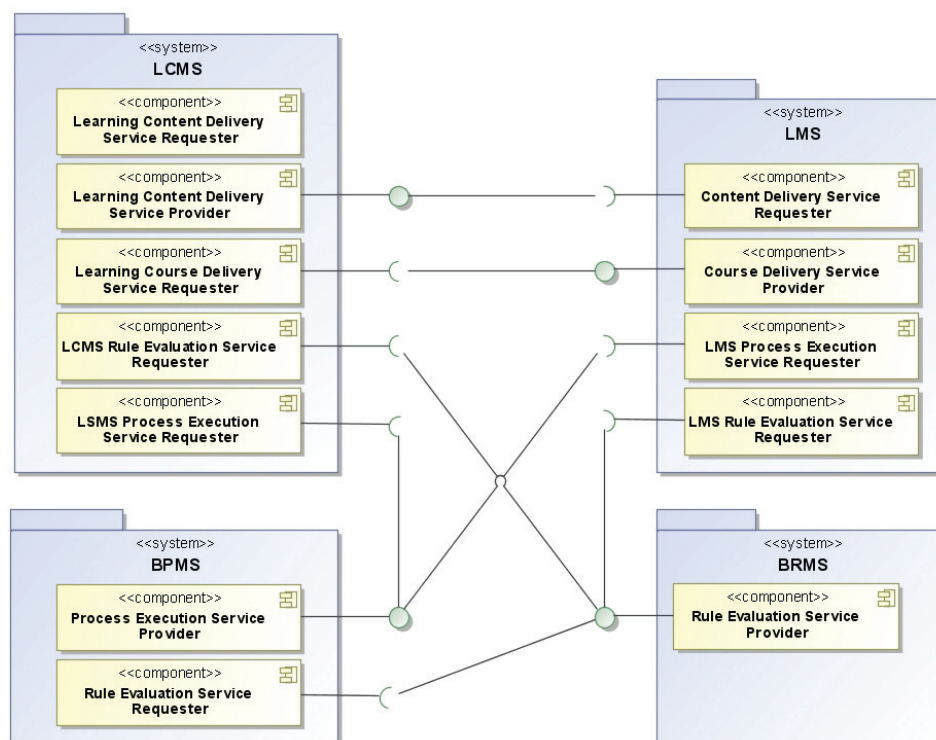 <<system>>
LCMS
<<component>>
Learning Content Delivery
Service Requester
<<component>>
Learning Content Delivery
Service Provider
<<component>>
Learning Course Delivery
Service Requester
<<component>>
LCMS Rule Evaluation Service
Requester
<<component>>
LSMS Process Execution
Service Requester
<<system>>
LMS
<<component>>
Content Delivery Service
Requester
<<component>>
Course Delivery Service
Provider
<<component>>
LMS Process Execution
Service Requester
<<component>>
LMS Rule Evaluation Service
Requester
<<system>>
BPMS
<<component>>
Process Execution Service
Provider
<<component>>
Rule Evaluation Service
Requester
<<system>>
BRMS
<<component>>
Rule Evaluation Service
Provider